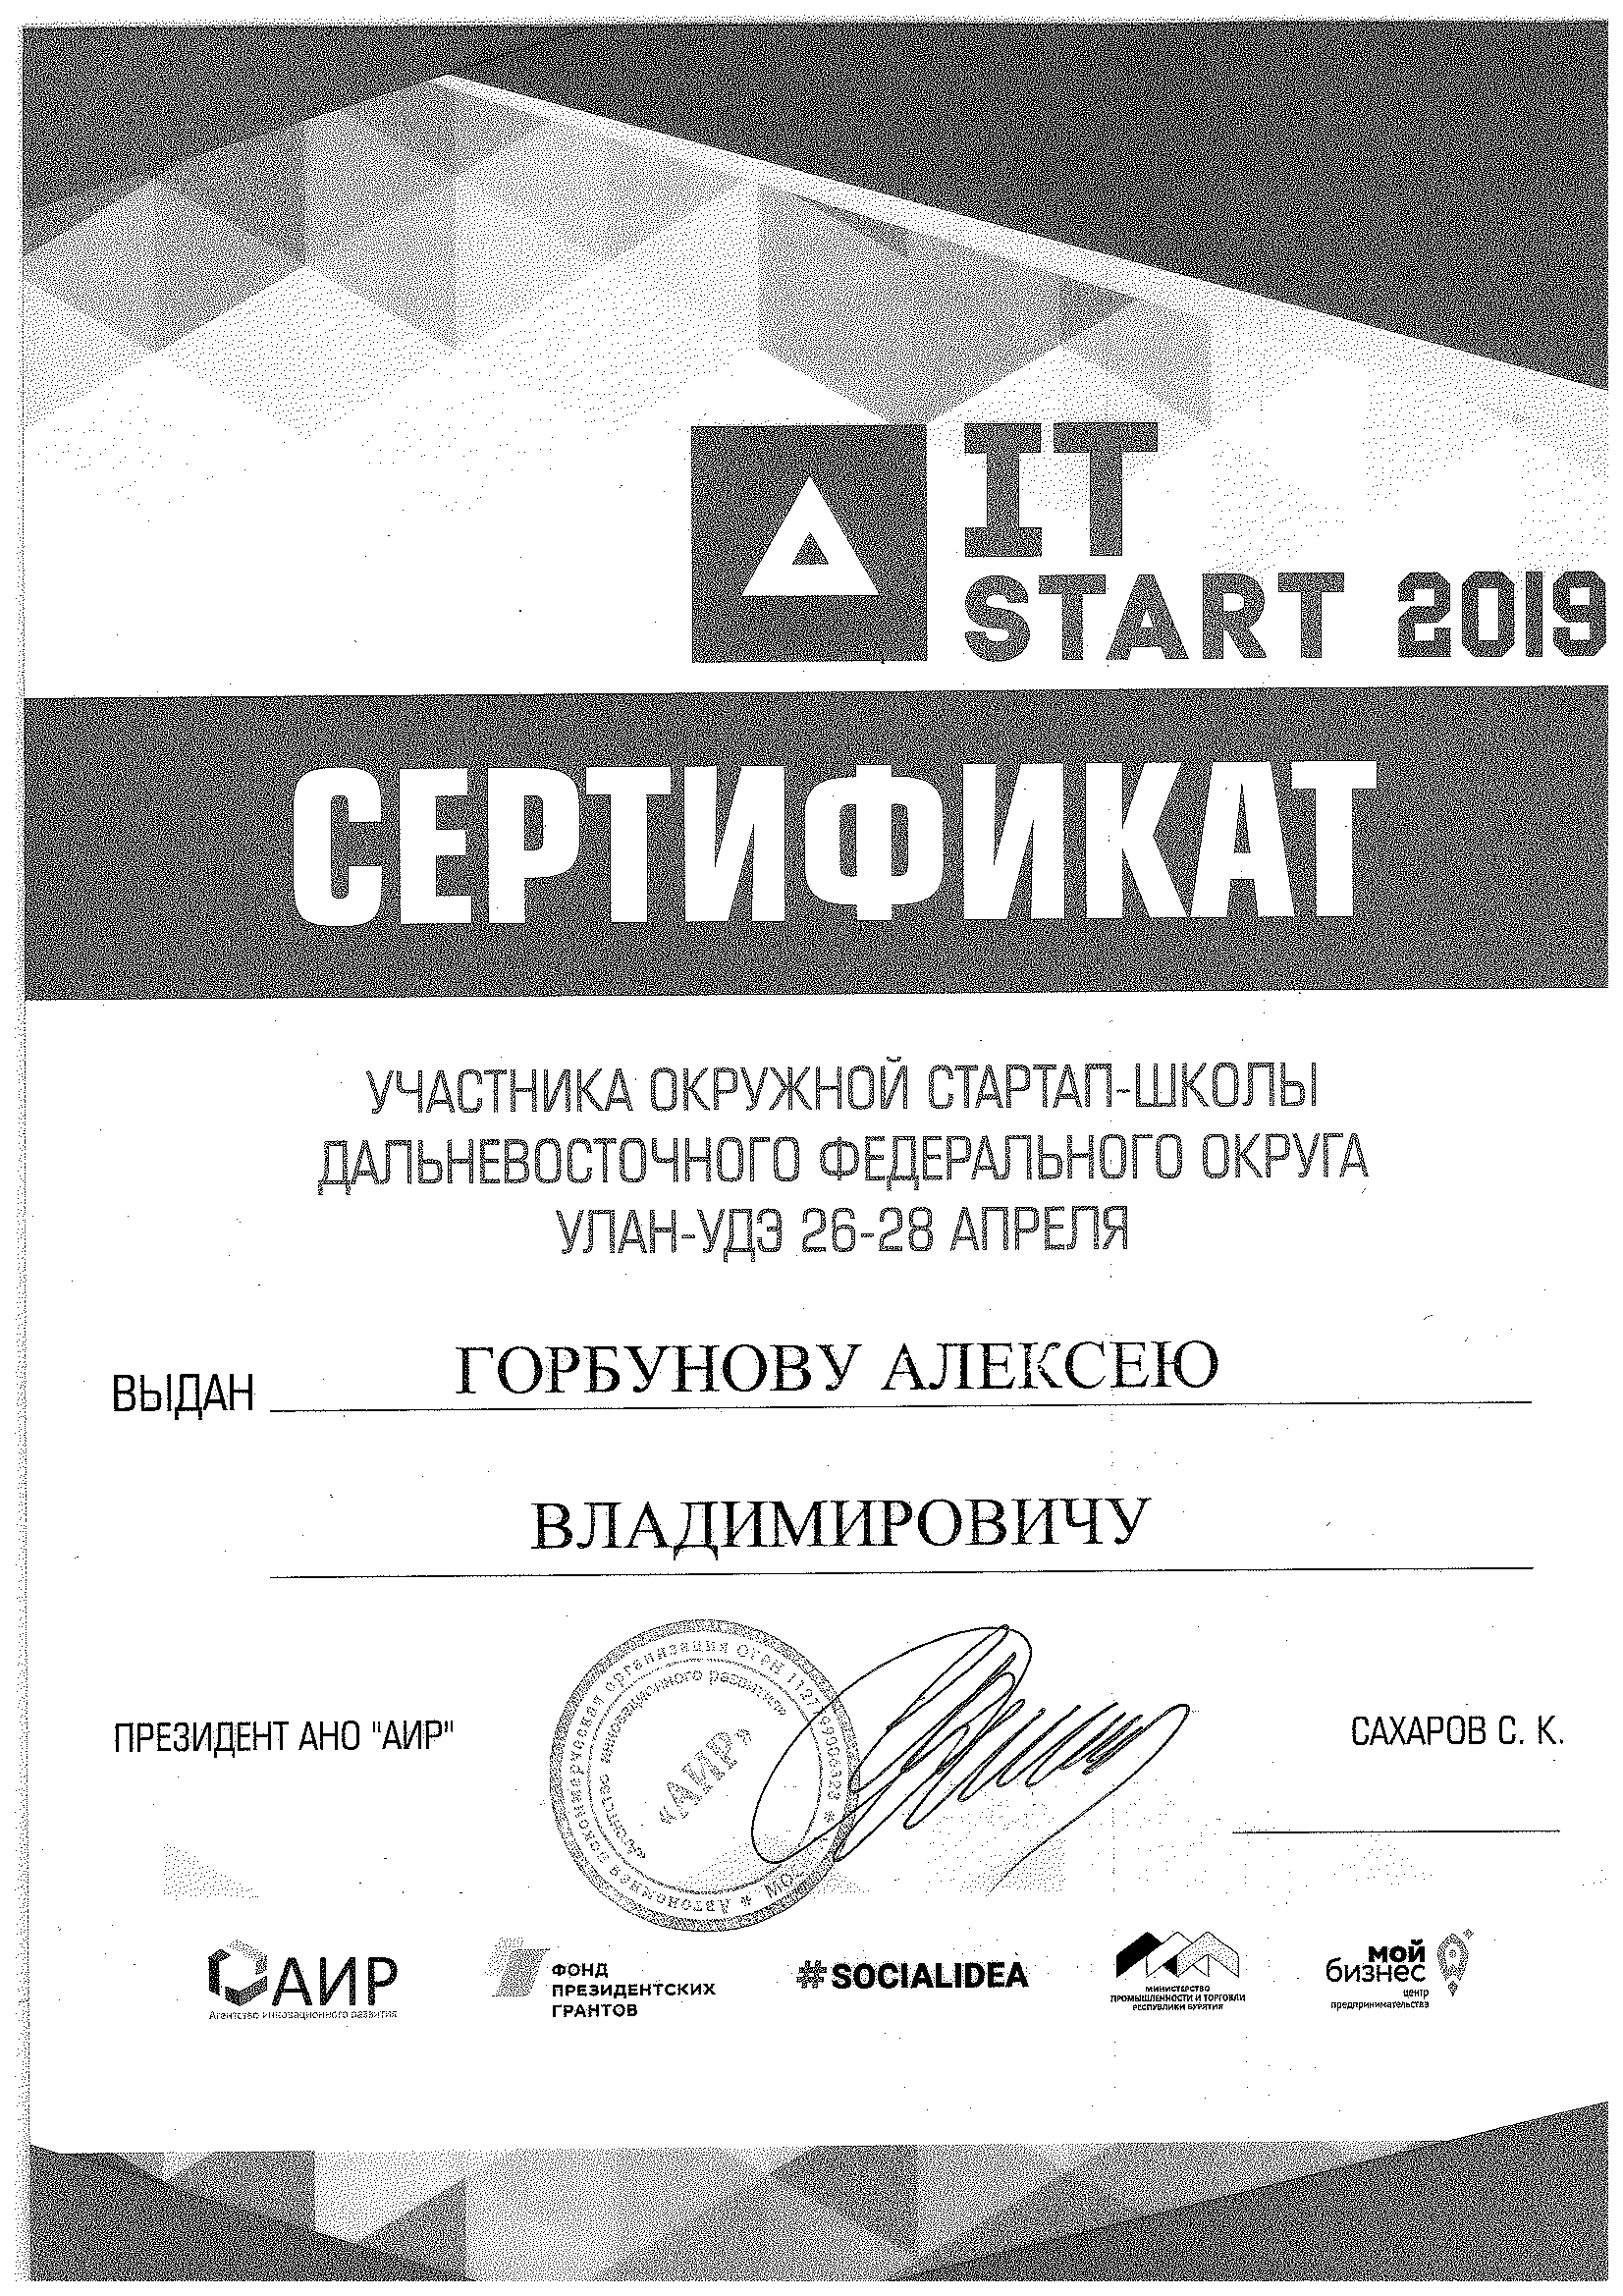 IT
START 2019
СЕРТИФИКАТ
УЧАСТНИКА ОКРУЖНОЙ СТАРТАП-ШКОЛЫ
ДАЛЬНЕВОСТОЧНОГО ФЕДЕРАЛЬНОГО ОКРУГА
УЛАН-УДЭ 26-28 АПРЕЛЯ
ВЫДАН ГОРБУНОВУ АЛЕКСЕЮ
ВЛАДИМИРОВИЧУ
ПРЕЗИДЕНТ АНО "АИР"
Автономная некоммерческая организация ОГРН
«Агентство инновационного развития»
«АИР»
САХАРОВ С. К.
АИР
Агентство инновационного развития
ФОНД
ПРЕЗИДЕНТСКИХ
ГРАНТОВ
#SOCIALIDEA
МИНИСТЕРСТВО
ПРОМЫШЛЕННОСТИ И ТОРГОВЛИ
РЕСПУБЛИКИ БУРЯТИЯ
мой
бизнес
центр
предпринимательства